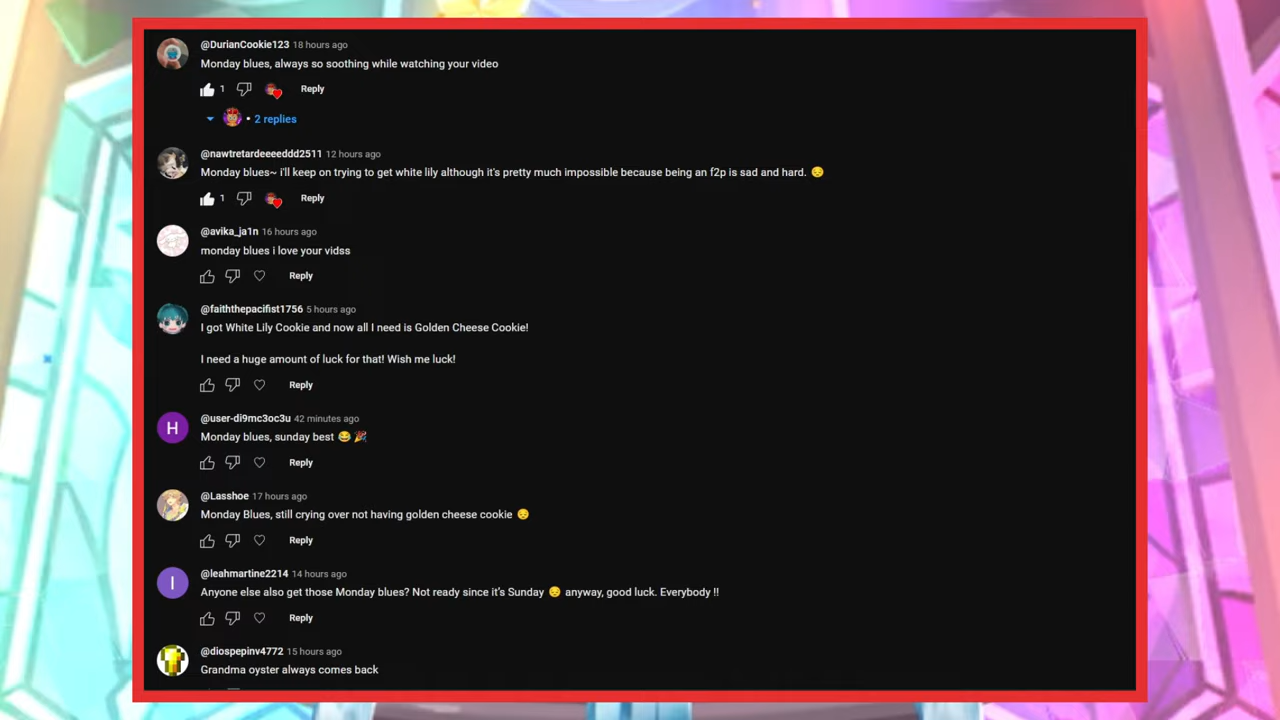 @DurianCookie123 18 hours ago
Monday blues, always so soothing while watching your video
1 Reply
2 replies
@nawtretardeeeeddd2511 12 hours ago
Monday blues~ i'll keep on trying to get white lily although it's pretty much impossible because being an f2p is sad and hard. 😔
1 Reply
@avika_ja1n 16 hours ago
monday blues i love your vidss
Reply
@faiththepacifist1756 5 hours ago
I got White Lily Cookie and now all I need is Golden Cheese Cookie!
I need a huge amount of luck for that! Wish me luck!
Reply
H
@user-di9mc3oc3u 42 minutes ago
Monday blues, sunday best 😂 🎉
Reply
@Lasshoe 17 hours ago
Monday Blues, still crying over not having golden cheese cookie 😔
Reply
I
@leahmartine2214 14 hours ago
Anyone else also get those Monday blues? Not ready since it's Sunday 😔 anyway, good luck. Everybody !!
Reply
@diospepinv4772 15 hours ago
Grandma oyster always comes back